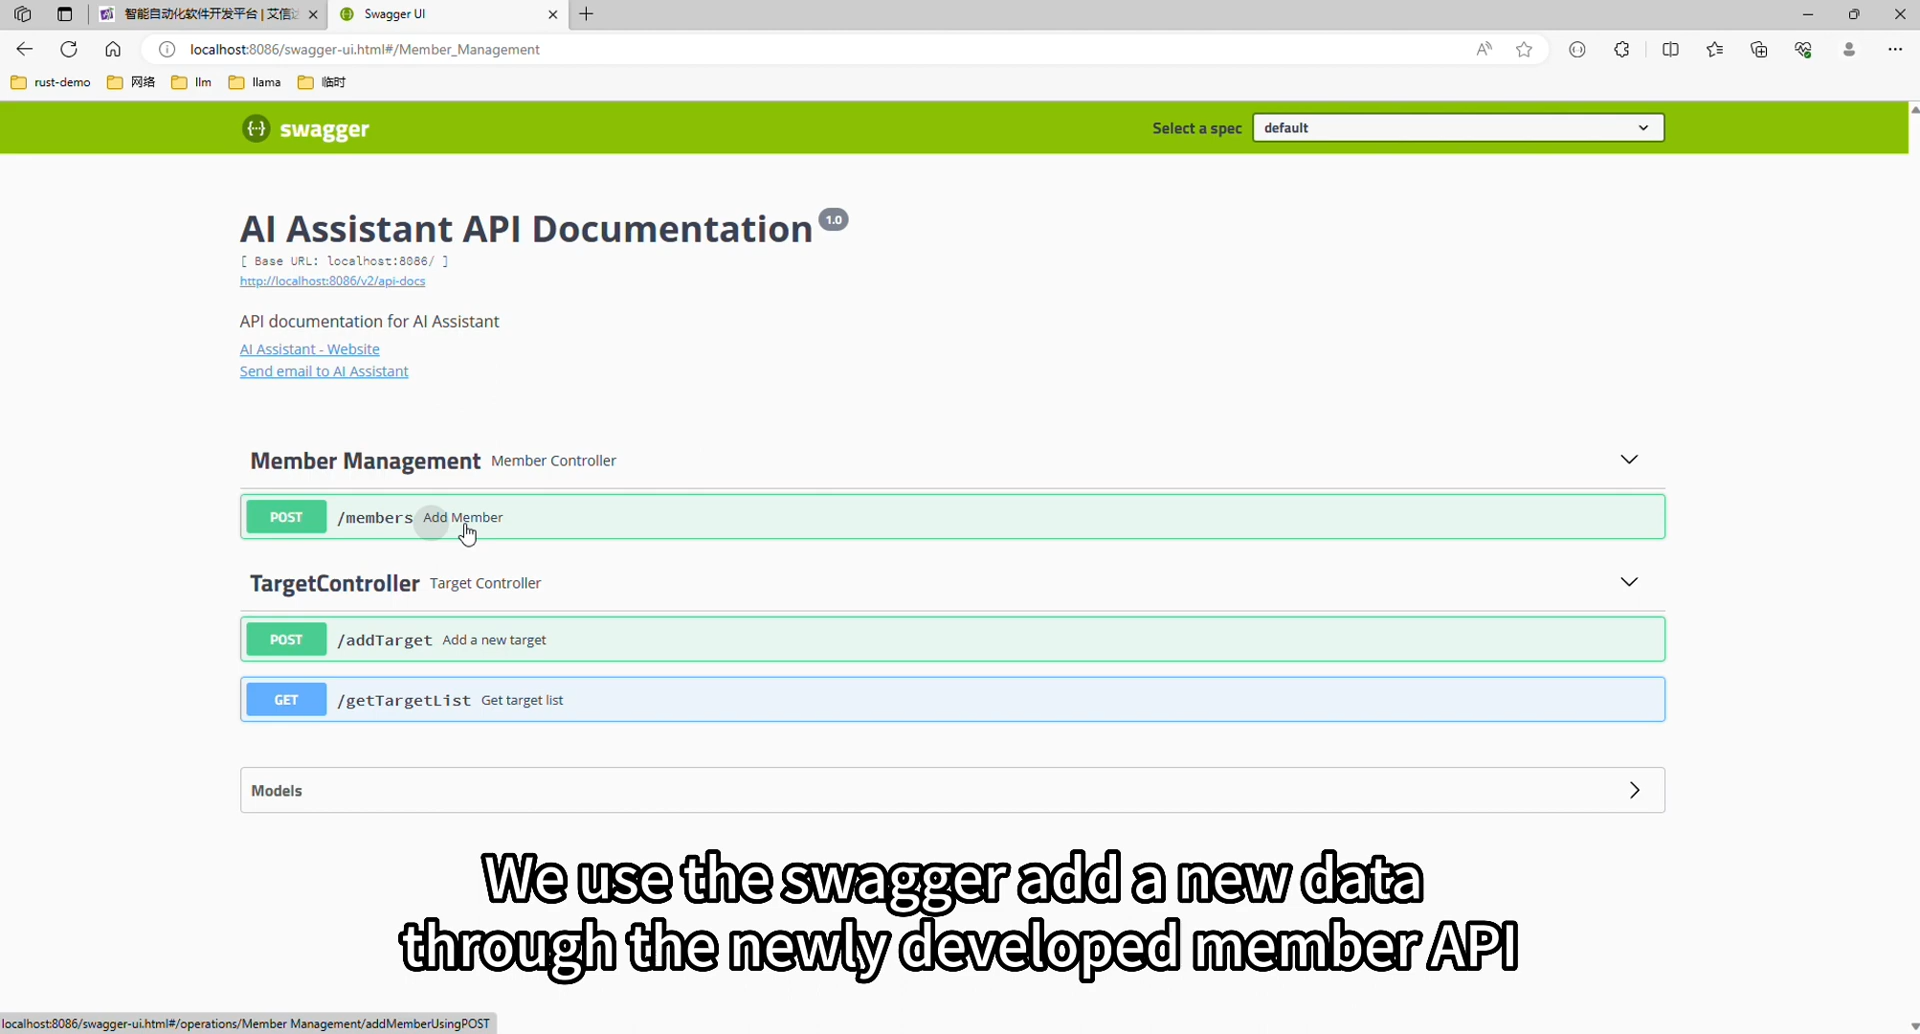 智能自动化软件开发平台 | 艾信
Swagger UI
localhost:8086/swagger-ui.html#/Member_Management
rust-demo
网络
llm
llama
临时
swagger
Select a spec
default
AI Assistant API Documentation 1.0
[ Base URL: localhost:8086/ ]
http://localhost:8086/v2/api-docs
API documentation for AI Assistant
AI Assistant - Website
Send email to AI Assistant
Member Management Member Controller
POST /members Add Member
TargetController Target Controller
POST /addTarget Add a new target
GET /getTargetList Get target list
Models
We use the swagger add a new data
through the newly developed member API
localhost:8086/swagger-ui.html#/operations/Member Management/addMemberUsingPOST